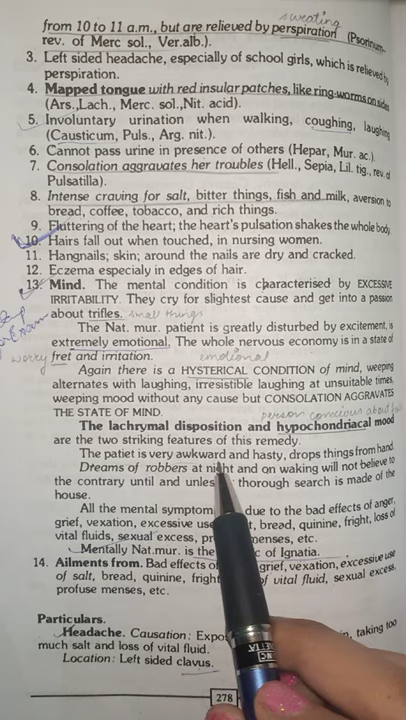 sweating
from 10 to 11 a.m., but are relieved by perspiration (Psorinum-
rev. of Merc sol., Ver.alb.).
3. Left sided headache, especially of school girls, which is relieved by
perspiration.
4. Mapped tongue with red insular patches, like ring-worms on sides
(Ars.,Lach., Merc. sol.,Nit. acid).
5. Involuntary urination when walking, coughing, laughing
(Causticum, Puls., Arg. nit.).
6. Cannot pass urine in presence of others (Hepar, Mur. ac.).
7. Consolation aggravates her troubles (Hell., Sepia, Lil. tig., rev. of
Pulsatilla).
8. Intense craving for salt, bitter things, fish and milk, aversion to
bread, coffee, tobacco, and rich things.
9. Fluttering of the heart; the heart's pulsation shakes the whole body
10. Hairs fall out when touched, in nursing women.
11. Hangnails; skin; around the nails are dry and cracked.
12. Eczema especialy in edges of hair.
13. Mind. The mental condition is characterised by EXCESSIVE
IRRITABILITY. They cry for slightest cause and get into a passion
about trifles. small things
The Nat. mur. patient is greatly disturbed by excitement, is
extremely emotional. The whole nervous economy is in a state of
worry fret and irritation. emotional
Again there is a HYSTERICAL CONDITION of mind, weeping
alternates with laughing, irresistible laughing at unsuitable times,
weeping mood without any cause but CONSOLATION AGGRAVATES
THE STATE OF MIND. person conscious about
The lachrymal disposition and hypochondriacal mood
are the two striking features of this remedy.
The patiet is very awkward and hasty, drops things from hand.
Dreams of robbers at night and on waking will not believe to
the contrary until and unles thorough search is made of the
house.
All the mental symptom due to the bad effects of anger,
grief, vexation, excessive use t, bread, quinine, fright, loss of
vital fluids, sexual excess, pr menses, etc.
Mentally Nat.mur. is the c of Ignatia.
14. Ailments from. Bad effects o grief, vexation, excessive use
of salt, bread, quinine, frigh f vital fluid, sexual excess,
profuse menses, etc.
Particulars.
Headache. Causation: Expo n, taking too
much salt and loss of vital fluid.
Location: Left sided clavus.
278